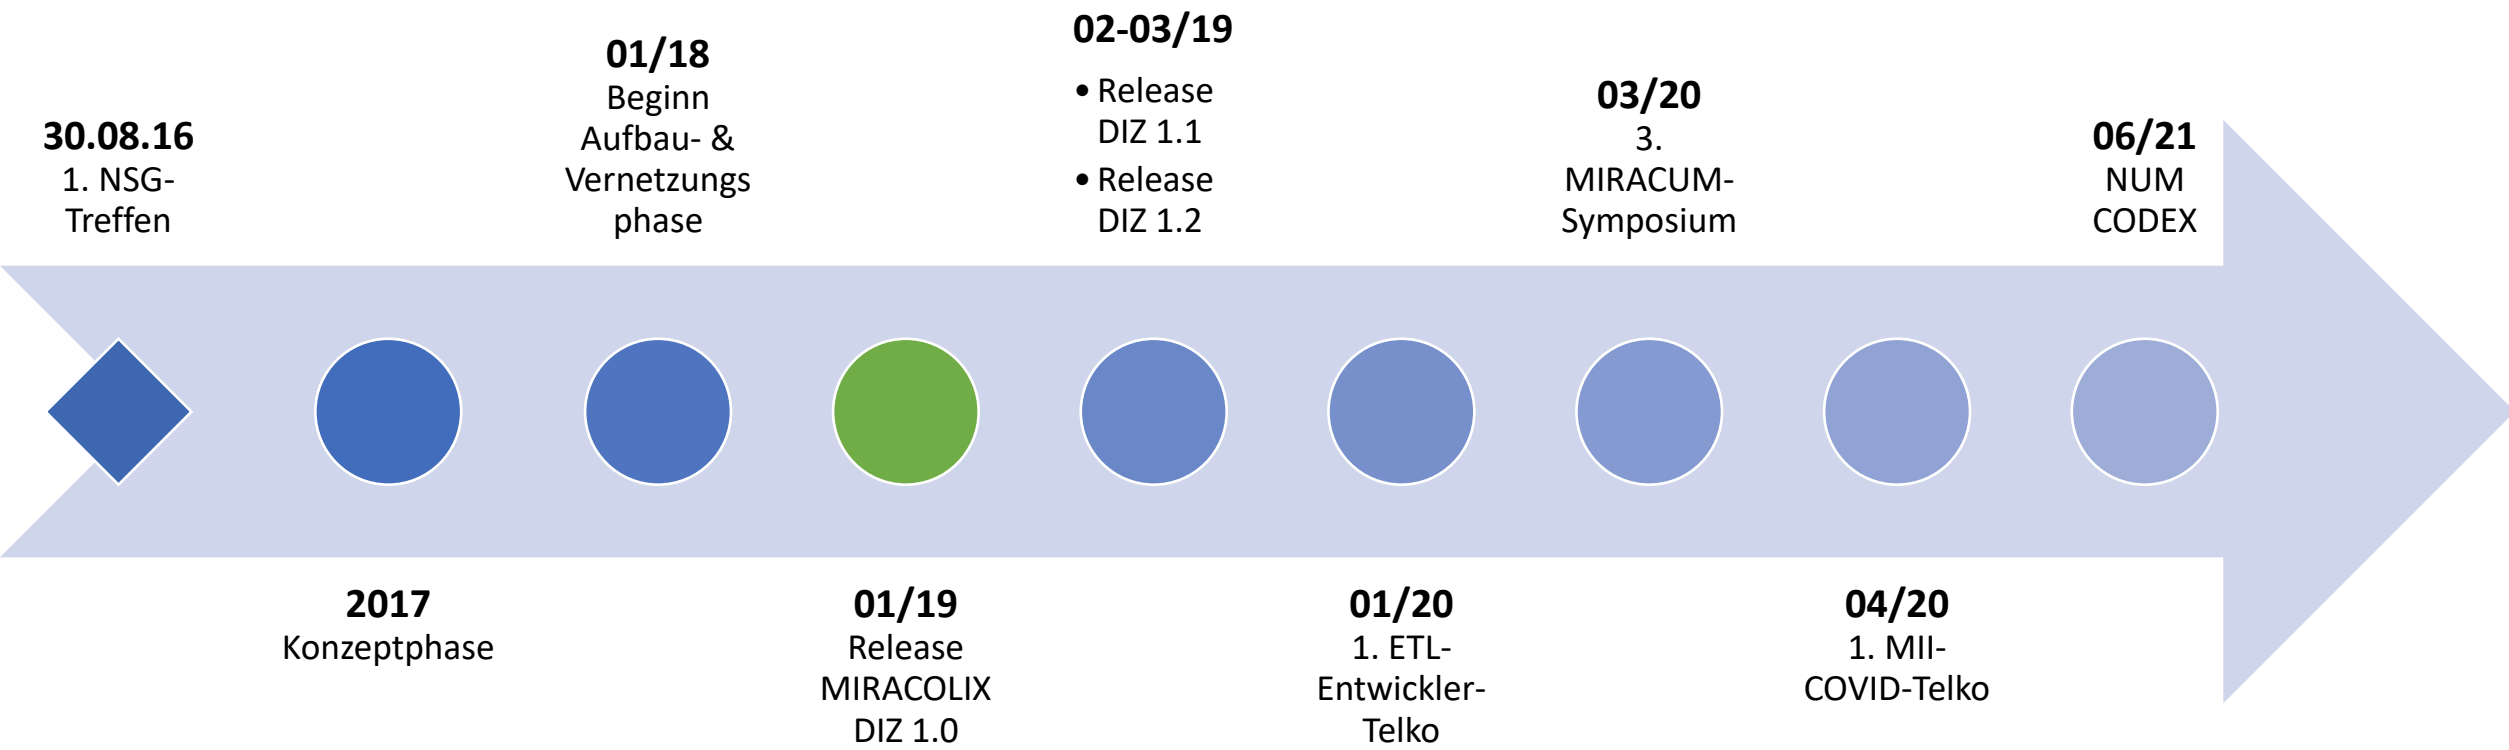 30.08.16
1. NSG-
Treffen
2017
Konzeptphase
01/18
Beginn
Aufbau- &
Vernetzungs
phase
01/19
Release
MIRACOLIX
DIZ 1.0
02-03/19
• Release
DIZ 1.1
• Release
DIZ 1.2
01/20
1. ETL-
Entwickler-
Telko
03/20
3.
MIRACUM-
Symposium
04/20
1. MII-
COVID-Telko
06/21
NUM
CODEX